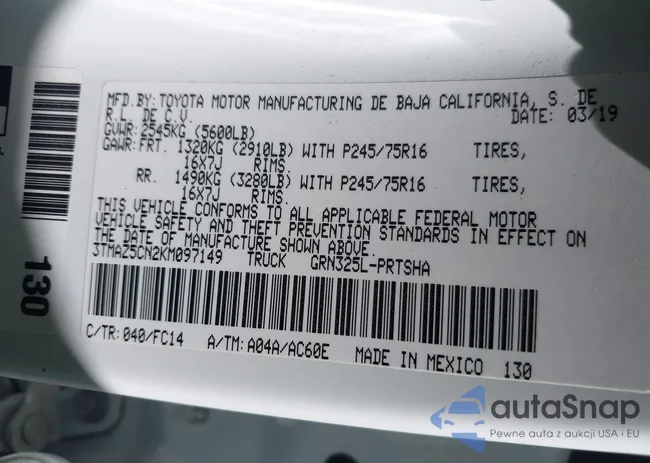 MFD.BY: TOYOTA MOTOR MANUFACTURING DE BAJA CALIFORNIA, S. DE
R.L. DE C.V. DATE: 03/19
GVWR: 2545KG (5600LB)
GAWR: FRT. 1320KG (2910LB) WITH P245/75R16 TIRES,
16X7J RIMS.
RR. 1490KG (3280LB) WITH P245/75R16 TIRES,
16X7J RIMS.
THIS VEHICLE CONFORMS TO ALL APPLICABLE FEDERAL MOTOR
VEHICLE SAFETY AND THEFT PREVENTION STANDARDS IN EFFECT ON
THE DATE OF MANUFACTURE SHOWN ABOVE.
3TMAZ5CN2KM097149 TRUCK GRN325L-PRTSHA
C/TR: 040/FC14 A/TM: A04A/AC60E MADE IN MEXICO 130
130
autaSnap
Pewne auta z aukcji USA i EU